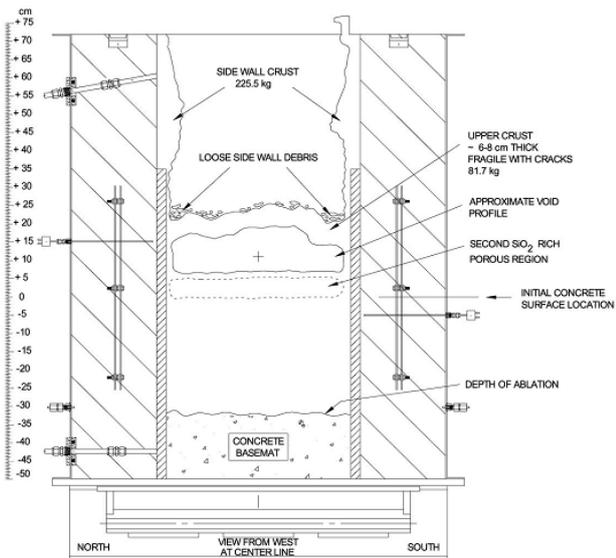 cm
+ 75
+ 70
+ 65
+ 60
+ 55
+ 50
+ 45
+ 40
+ 35
+ 30
+ 25
+ 20
+ 15
+ 10
+ 5
0
-5
-10
-15
-20
-25
-30
-35
-40
-45
-50
SIDE WALL CRUST
225.5 kg
LOOSE SIDE WALL DEBRIS
UPPER CRUST
~ 6-8 cm THICK
FRAGILE WITH CRACKS
81.7 kg
APPROXIMATE VOID
PROFILE
SECOND SiO2 RICH
POROUS REGION
INITIAL CONCRETE
SURFACE LOCATION
DEPTH OF ABLATION
CONCRETE
BASEMAT
NORTH
VIEW FROM WEST
AT CENTER LINE
SOUTH